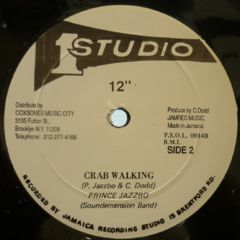 1
STUDIO
12"
Distribute by
COXSONES MUSIC CITY
3135 Fulton St.,
Brooklyn N.Y 11208
Telephone: 212-277-4166
Produce by C.Dodd
JAMREC MUSIC
Made in Jamaica
P.S.O.L. 0014B
B.M.I.
SIDE 2
CRAB WALKING
(P. Jazzbo & C. Dodd)
PRINCE JAZZBO
(Soundemension Band)
RECORDED BY JAMAICA RECORDING STUDIO 13 BRENTFORD RD.